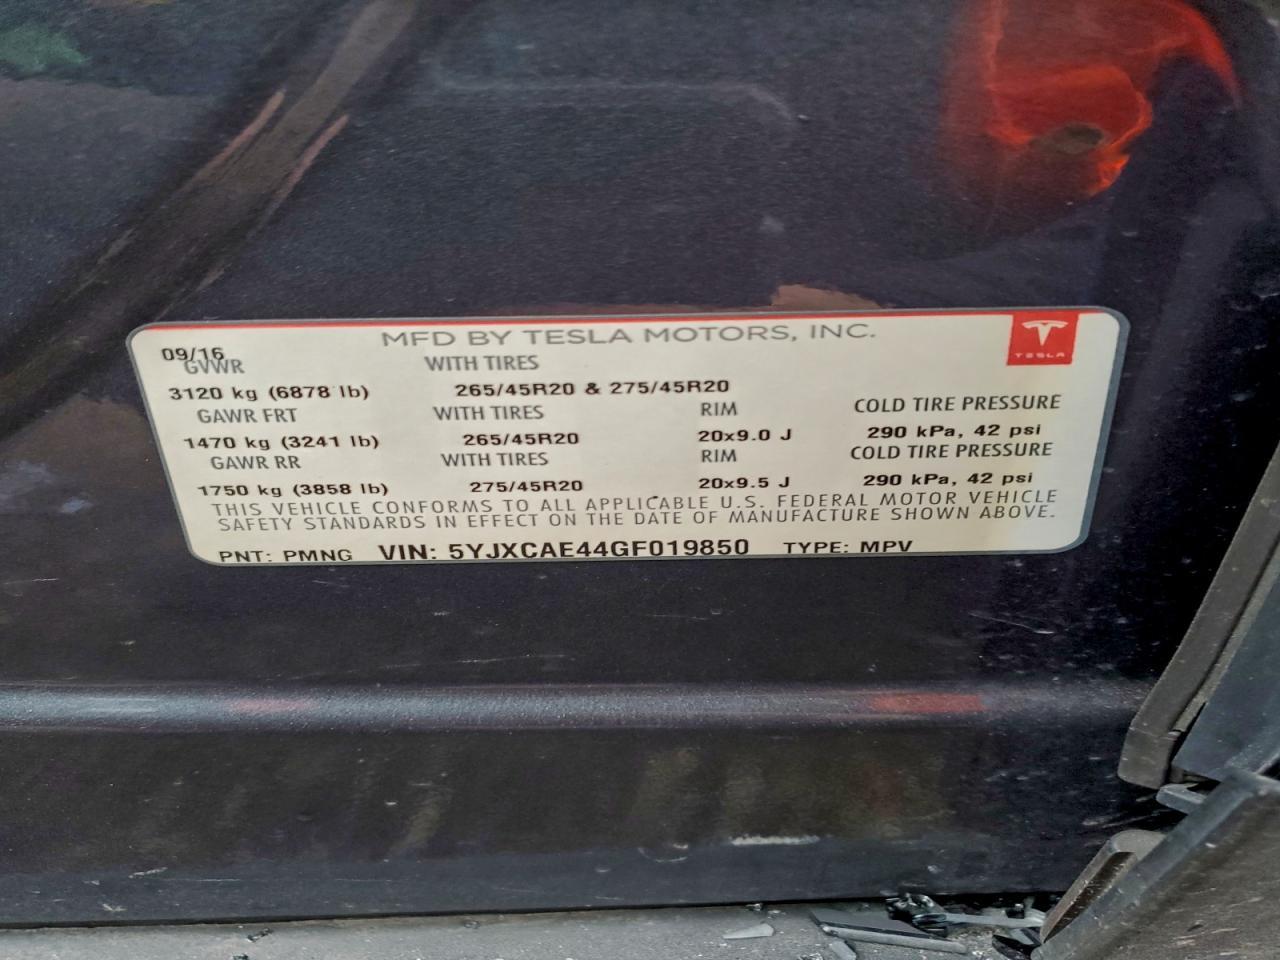 MFD BY TESLA MOTORS, INC.
TESLA
09/16
GVWR WITH TIRES
3120 kg (6878 lb) 265/45R20 & 275/45R20
GAWR FRT WITH TIRES RIM COLD TIRE PRESSURE
1470 kg (3241 lb) 265/45R20 20x9.0 J 290 kPa, 42 psi
GAWR RR WITH TIRES RIM COLD TIRE PRESSURE
1750 kg (3858 lb) 275/45R20 20x9.5 J 290 kPa, 42 psi
THIS VEHICLE CONFORMS TO ALL APPLICABLE U.S. FEDERAL MOTOR VEHICLE
SAFETY STANDARDS IN EFFECT ON THE DATE OF MANUFACTURE SHOWN ABOVE.
PNT: PMNG VIN: 5YJXCAE44GF019850 TYPE: MPV